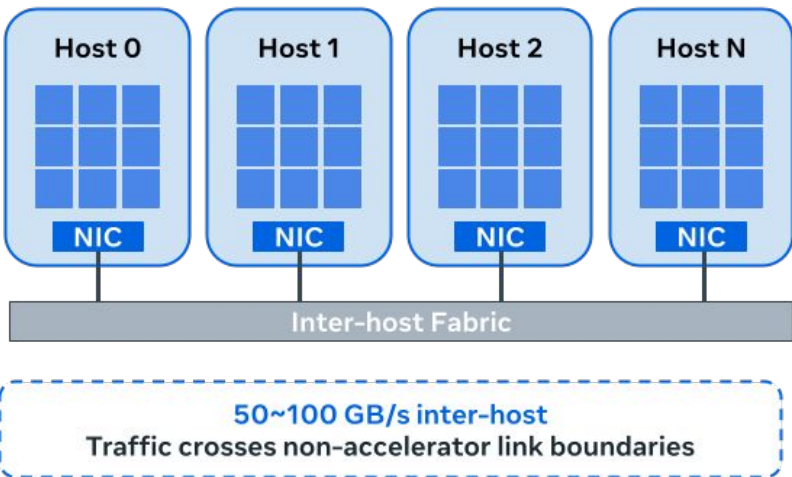 Host 0
Host 1
Host 2
Host N
NIC
NIC
NIC
NIC
Inter-host Fabric
50~100 GB/s inter-host
Traffic crosses non-accelerator link boundaries